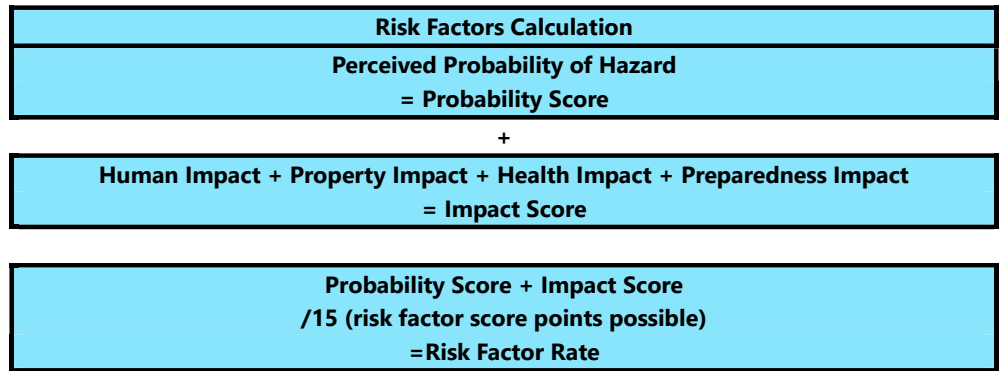 Risk Factors Calculation
Perceived Probability of Hazard
= Probability Score
+
Human Impact + Property Impact + Health Impact + Preparedness Impact
= Impact Score
Probability Score + Impact Score
/15 (risk factor score points possible)
=Risk Factor Rate